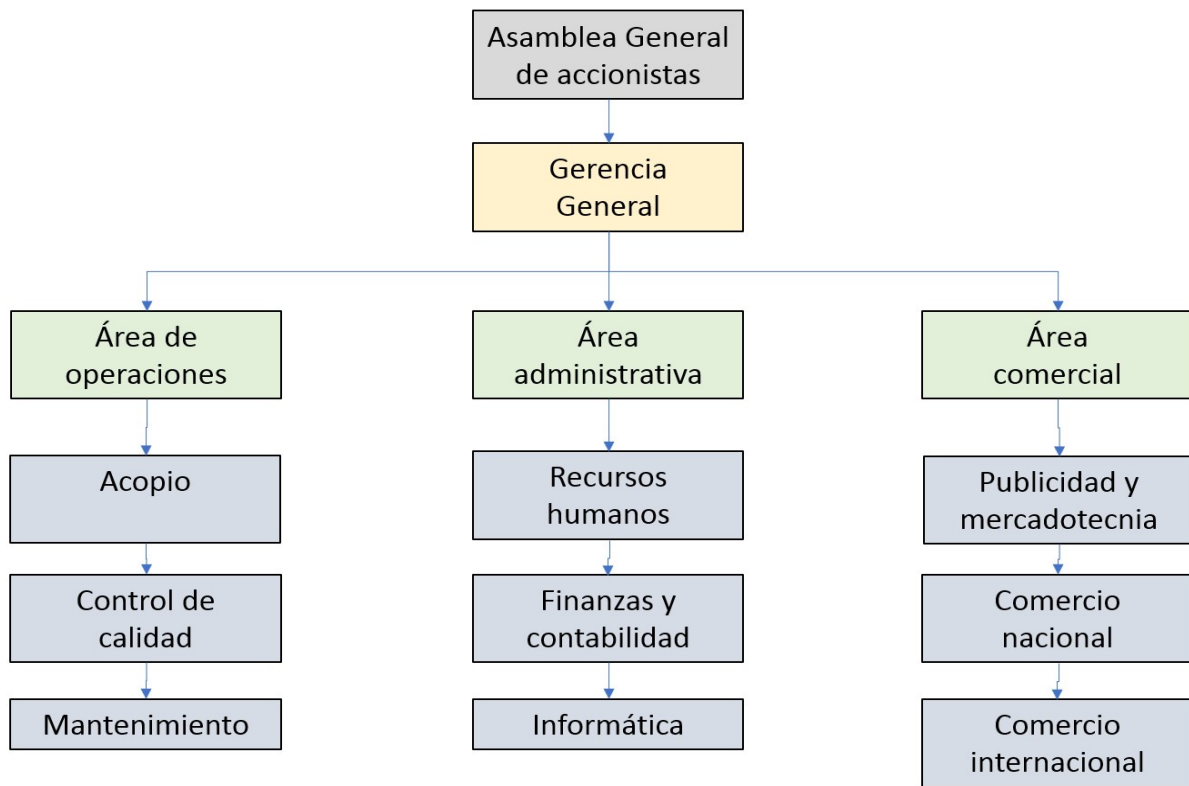 Asamblea General
de accionistas
Gerencia
General
Área de
operaciones
Área
administrativa
Área
comercial
Acopio
Recursos
humanos
Publicidad y
mercadotecnia
Control de
calidad
Finanzas y
contabilidad
Comercio
nacional
Mantenimiento
Informática
Comercio
internacional